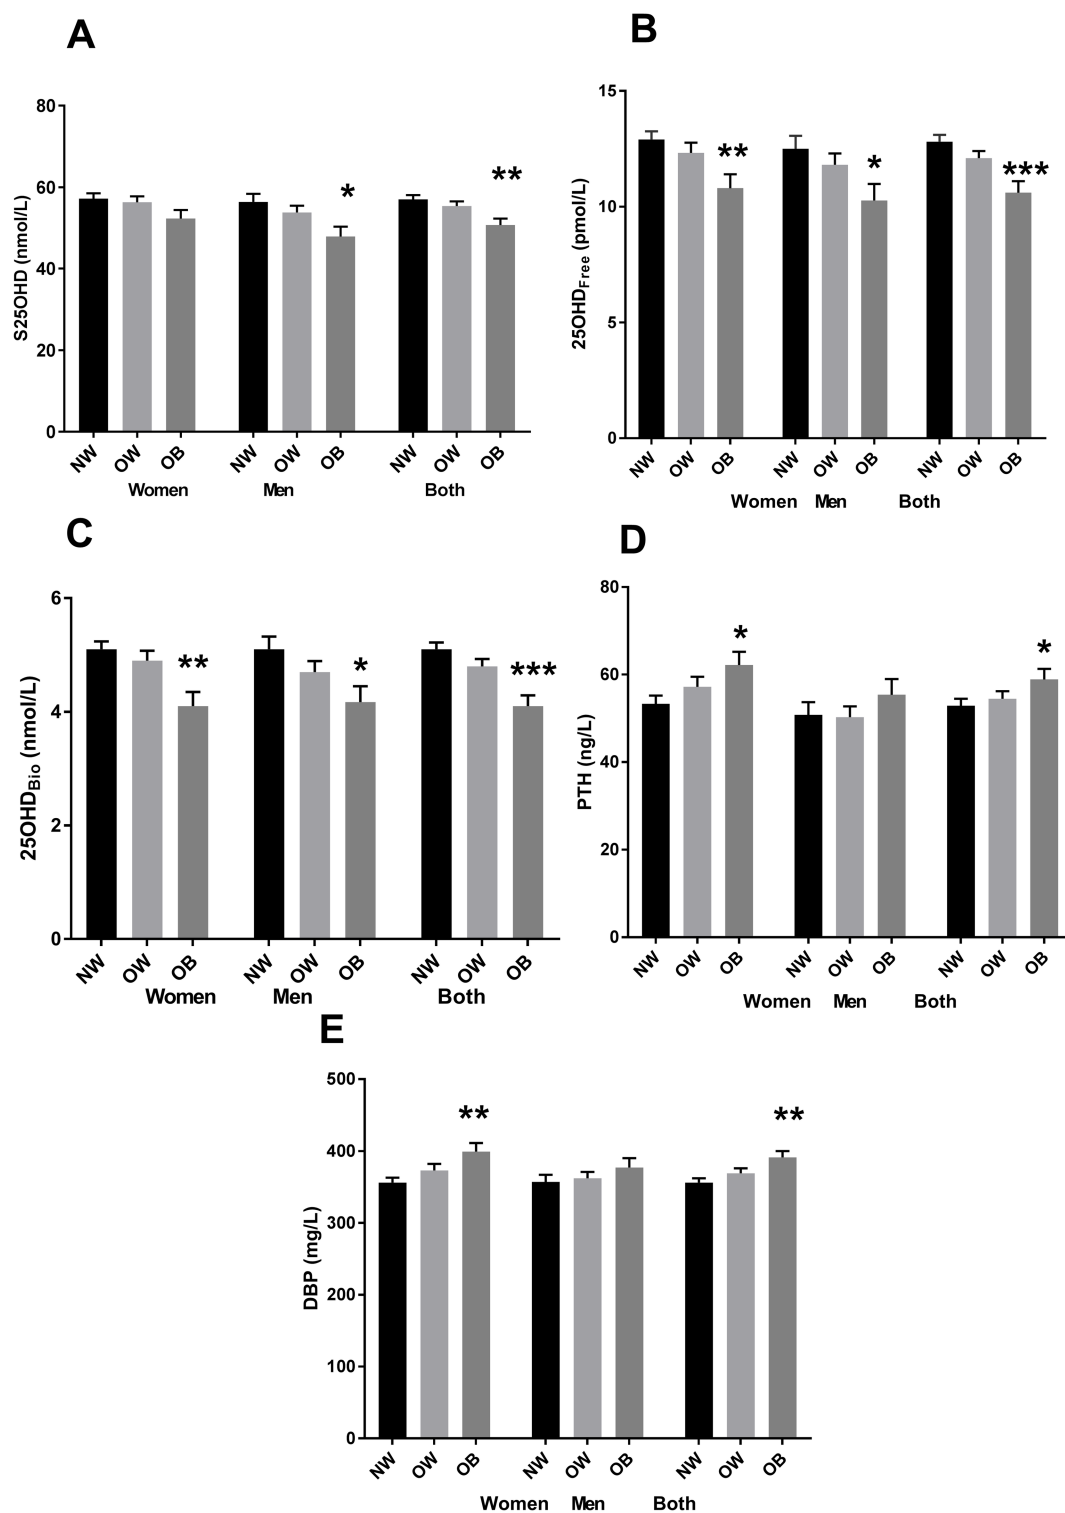 A
S25OHD (nmol/L)
80
60
40
20
0
*
**
NW OW OB NW OW OB NW OW OB
Women Men Both
B
25OHDFree (pmol/L)
15
10
5
0
**
*
***
NW OW OB NW OW OB NW OW OB
Women Men Both
C
25OHDBio (nmol/L)
6
4
2
0
**
*
***
NW OW OB NW OW OB NW OW OB
Women Men Both
D
PTH (ng/L)
80
60
40
20
0
*
*
NW OW OB NW OW OB NW OW OB
Women Men Both
E
DBP (mg/L)
500
400
300
200
100
0
**
**
NW OW OB NW OW OB NW OW OB
Women Men Both